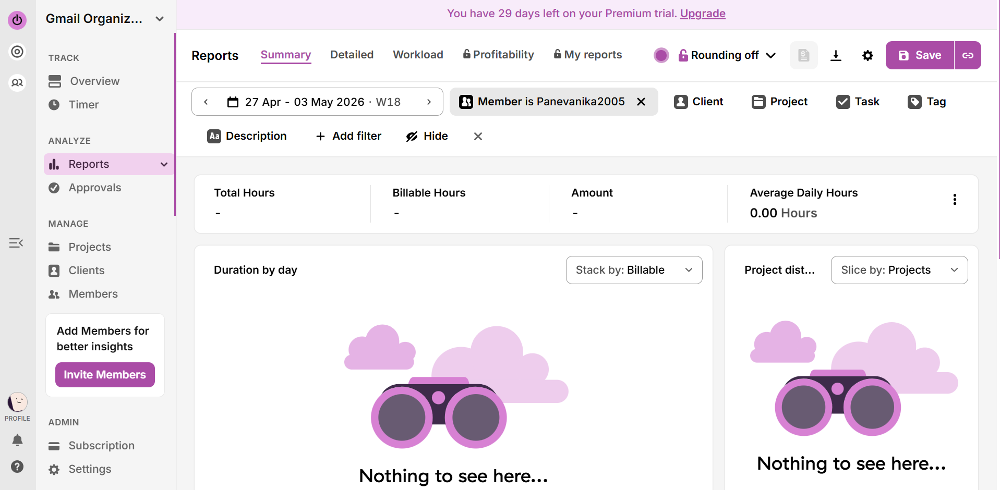 You have 29 days left on your Premium trial. Upgrade
Gmail Organiz...
TRACK
Overview
Timer
ANALYZE
Reports
Approvals
MANAGE
Projects
Clients
Members
Add Members for
better insights
Invite Members
PROFILE
ADMIN
Subscription
Settings
Reports
Summary
Detailed
Workload
Profitability
My reports
Rounding off
Save
27 Apr - 03 May 2026 · W18
Member is Panevanika2005
Client
Project
Task
Tag
Aa Description
Add filter
Hide
Total Hours
-
Billable Hours
-
Amount
-
Average Daily Hours
0.00 Hours
Duration by day
Stack by: Billable
Nothing to see here...
Project dist...
Slice by: Projects
Nothing to see here...